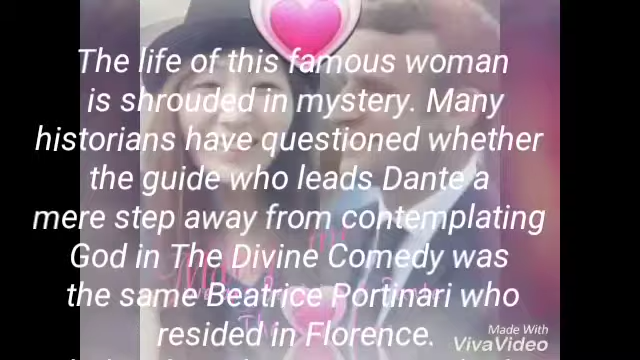 The life of this famous woman
is shrouded in mystery. Many
historians have questioned whether
the guide who leads Dante a
mere step away from contemplating
God in The Divine Comedy was
the same Beatrice Portinari who
resided in Florence.
Made With
VivaVideo